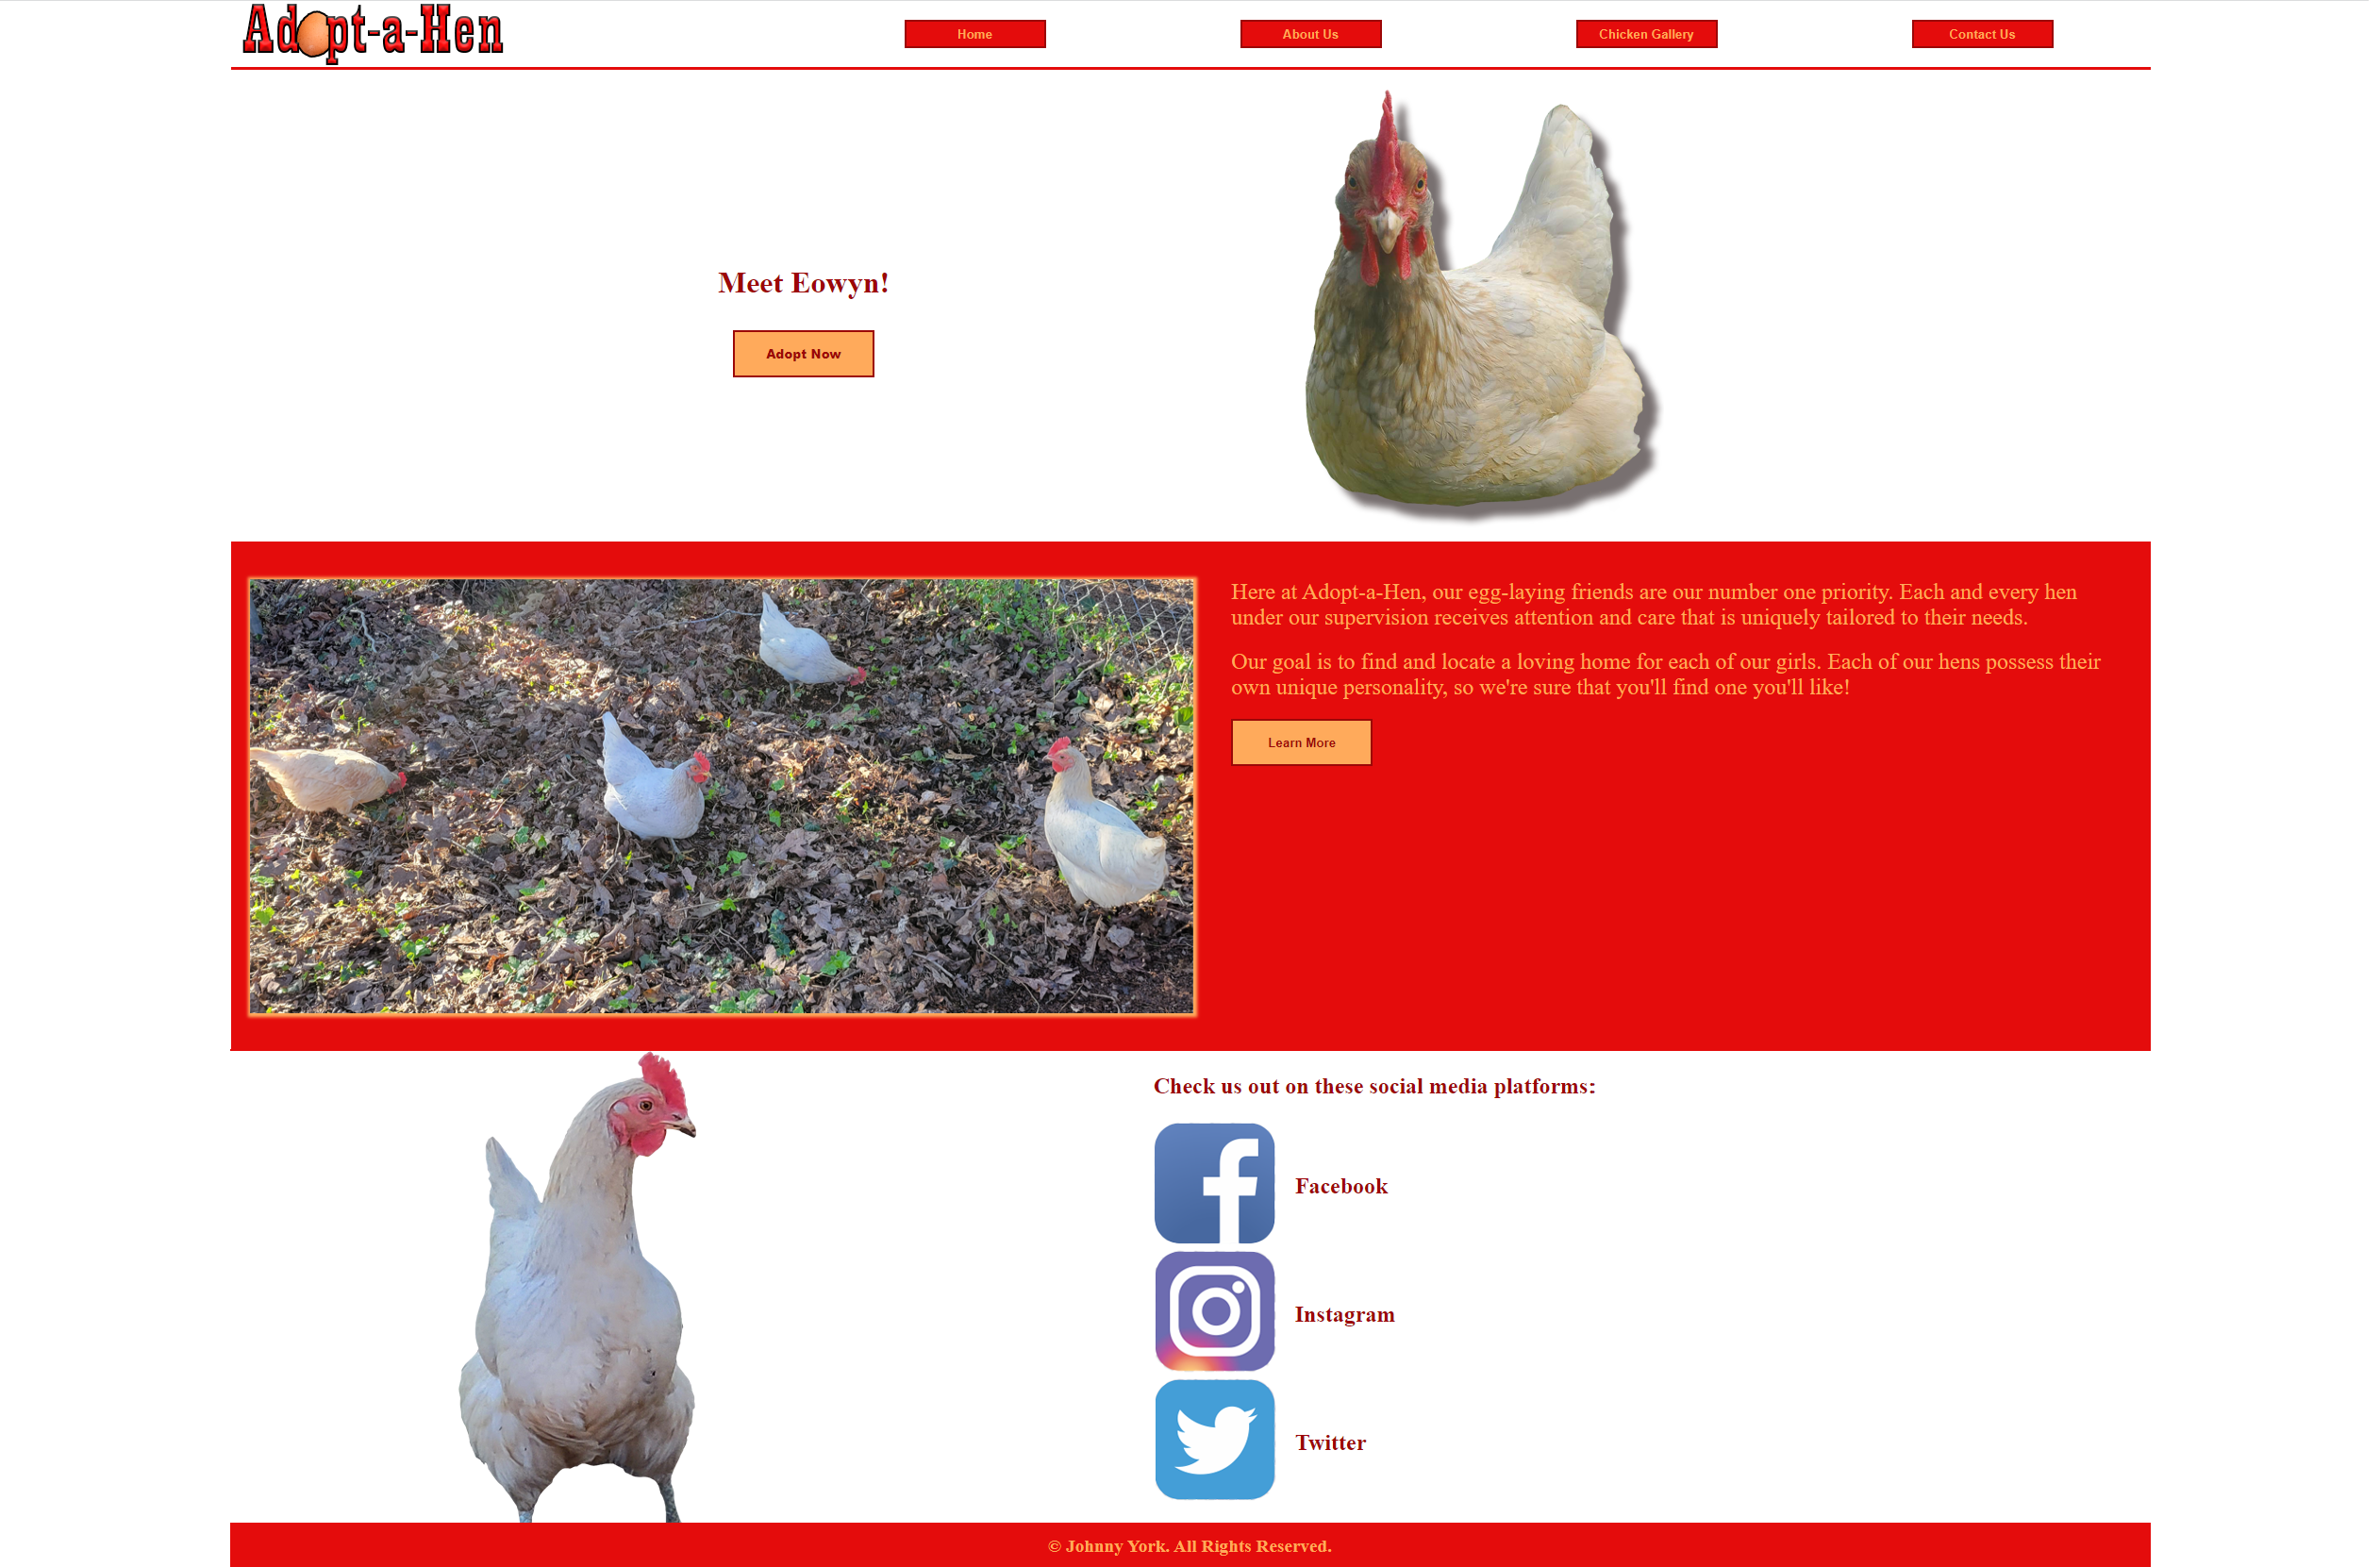 Adopt-a-Hen
Home
About Us
Chicken Gallery
Contact Us
Meet Eowyn!
Adopt Now
Here at Adopt-a-Hen, our egg-laying friends are our number one priority. Each and every hen
under our supervision receives attention and care that is uniquely tailored to their needs.
Our goal is to find and locate a loving home for each of our girls. Each of our hens possess their
own unique personality, so we're sure that you'll find one you'll like!
Learn More
Check us out on these social media platforms:
Facebook
Instagram
Twitter
© Johnny York. All Rights Reserved.